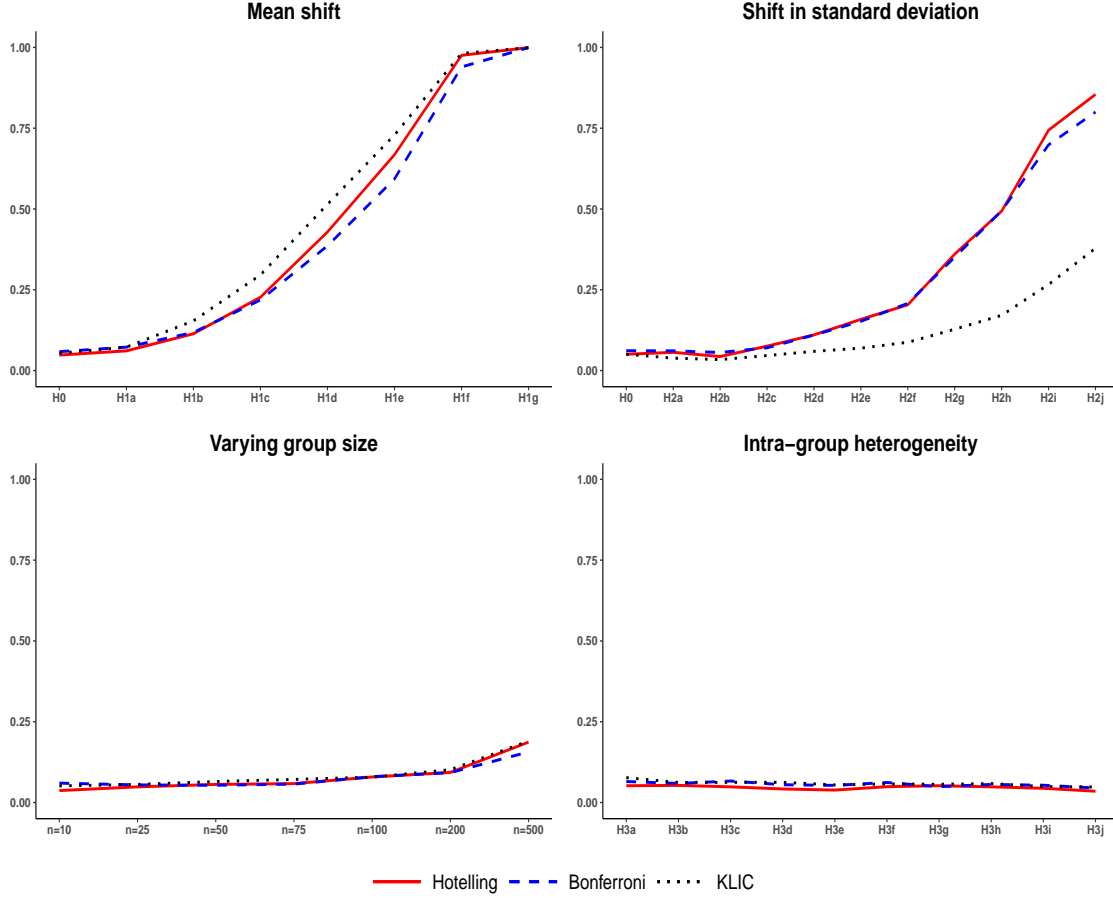 Mean shift
1.00
0.75
0.50
0.25
0.00
H0 H1a H1b H1c H1d H1e H1f H1g
Shift in standard deviation
1.00
0.75
0.50
0.25
0.00
H0 H2a H2b H2c H2d H2e H2f H2g H2h H2i H2j
Varying group size
1.00
0.75
0.50
0.25
0.00
n=10 n=25 n=50 n=75 n=100 n=200 n=500
Intra−group heterogeneity
1.00
0.75
0.50
0.25
0.00
H3a H3b H3c H3d H3e H3f H3g H3h H3i H3j
Hotelling Bonferroni KLIC